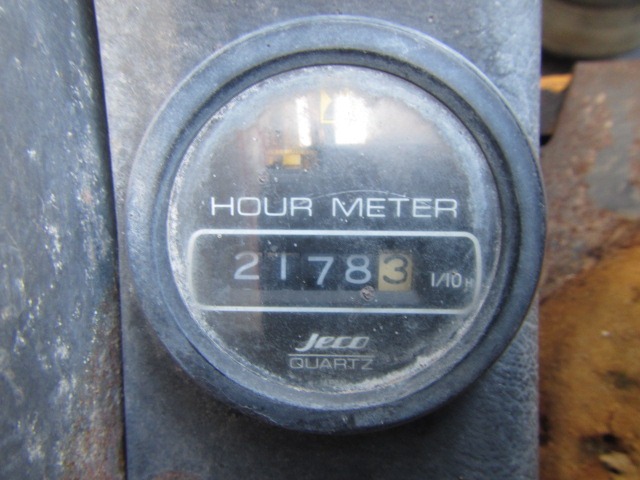 HOUR METER
21783 1/10H
Jeco
QUARTZ